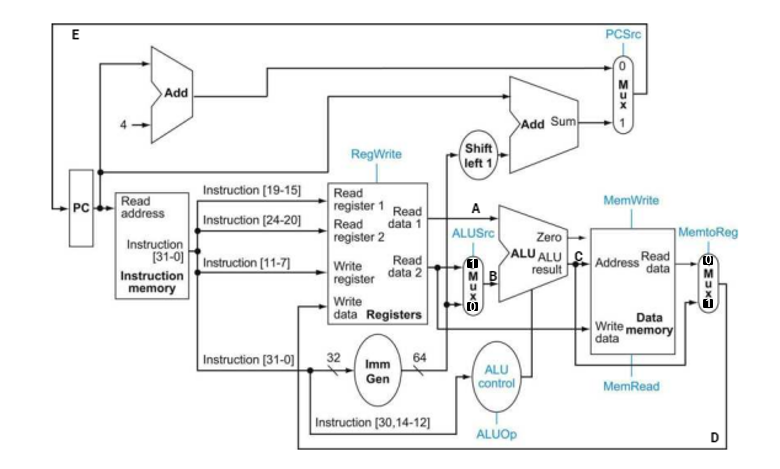 E
PCSrc
0
Mux
1
Add
4
Add Sum
Shift
left 1
RegWrite
PC
Read
address
Instruction
[31-0]
Instruction
memory
Instruction [19-15]
Instruction [24-20]
Instruction [11-7]
Read
register 1
Read
data 1
Read
register 2
Read
data 2
Write
register
Write
data
Registers
A
ALUSrc
1
Mux
0
B
Zero
ALU
ALU
result
C
MemWrite
Address
Read
data
Write
data
Data
memory
MemRead
MemtoReg
0
Mux
1
Instruction [31-0]
32
Imm
Gen
64
ALU
control
ALUOp
Instruction [30,14-12]
D